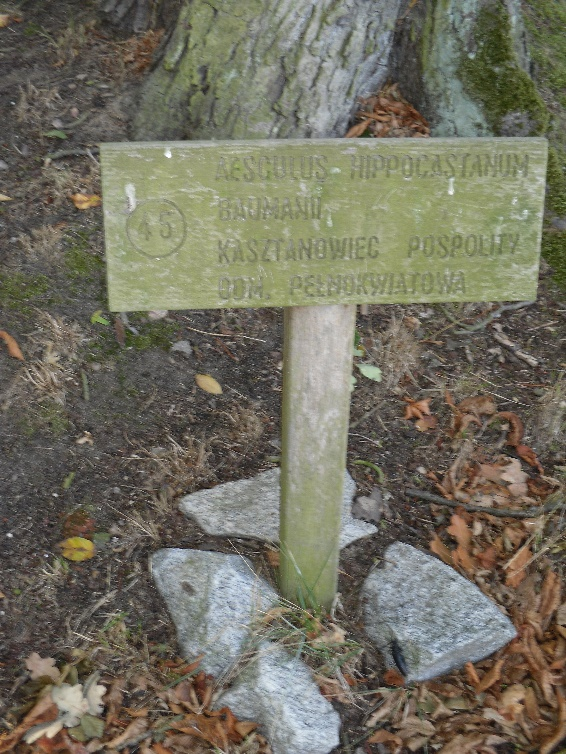 45
AESCULUS HIPPOCASTANUM
BAUMANII
KASZTANOWIEC POSPOLITY
ODM. PEŁNOKWIATOWA